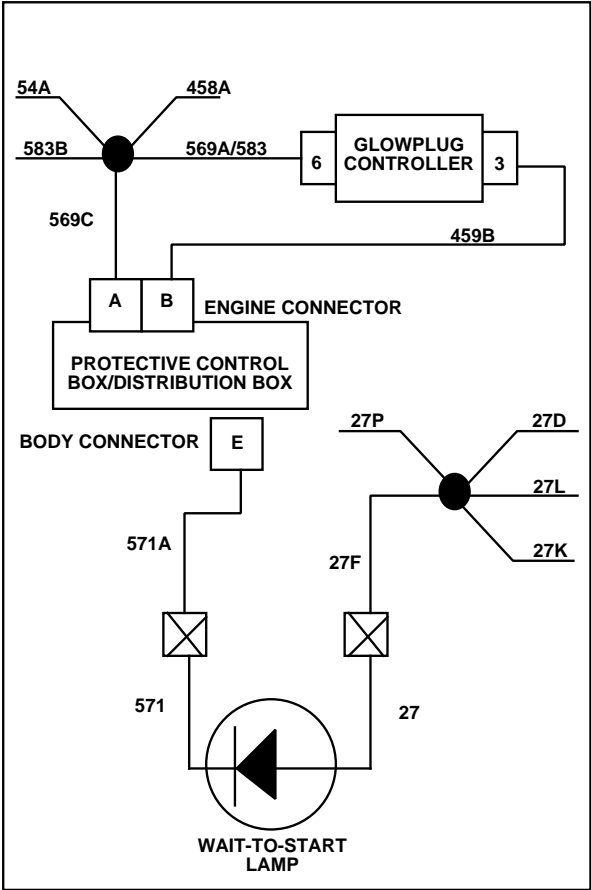 54A
458A
583B
569A/583
6
GLOWPLUG
CONTROLLER
3
569C
459B
A
B
ENGINE CONNECTOR
PROTECTIVE CONTROL
BOX/DISTRIBUTION BOX
BODY CONNECTOR
E
27P
27D
27L
27K
571A
27F
571
27
WAIT-TO-START
LAMP